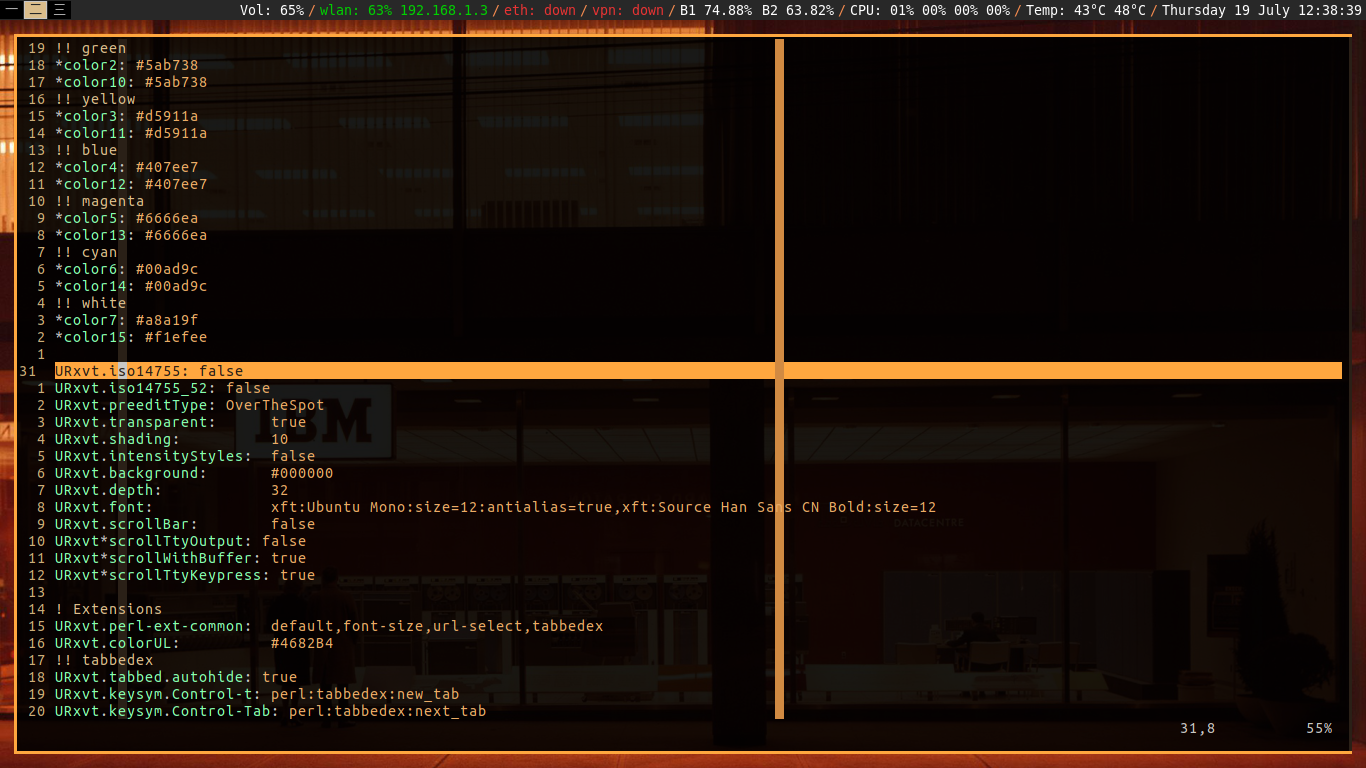 一 二 三 Vol: 65% / wlan: 63% 192.168.1.3 / eth: down / vpn: down / B1 74.88% B2 63.82% / CPU: 01% 00% 00% 00% / Temp: 43°C 48°C / Thursday 19 July 12:38:39
19 !! green
18 *color2: #5ab738
17 *color10: #5ab738
16 !! yellow
15 *color3: #d5911a
14 *color11: #d5911a
13 !! blue
12 *color4: #407ee7
11 *color12: #407ee7
10 !! magenta
9 *color5: #6666ea
8 *color13: #6666ea
7 !! cyan
6 *color6: #00ad9c
5 *color14: #00ad9c
4 !! white
3 *color7: #a8a19f
2 *color15: #f1efee
1
31 URxvt.iso14755: false
1 URxvt.iso14755_52: false
2 URxvt.preeditType: OverTheSpot
3 URxvt.transparent: true
4 URxvt.shading: 10
5 URxvt.intensityStyles: false
6 URxvt.background: #000000
7 URxvt.depth: 32
8 URxvt.font: xft:Ubuntu Mono:size=12:antialias=true,xft:Source Han Sans CN Bold:size=12
9 URxvt.scrollBar: false
10 URxvt*scrollTtyOutput: false
11 URxvt*scrollWithBuffer: true
12 URxvt*scrollTtyKeypress: true
13
14 ! Extensions
15 URxvt.perl-ext-common: default,font-size,url-select,tabbedex
16 URxvt.colorUL: #4682B4
17 !! tabbedex
18 URxvt.tabbed.autohide: true
19 URxvt.keysym.Control-t: perl:tabbedex:new_tab
20 URxvt.keysym.Control-Tab: perl:tabbedex:next_tab
31,8 55%
IBM
DATACENTRE